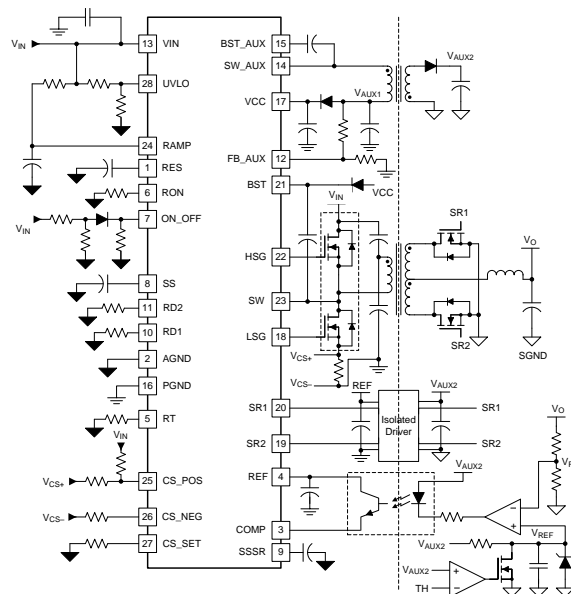 VIN
13
VIN
BST_AUX
15
SW_AUX
14
VAUX2
28
UVLO
VCC
17
VAUX1
24
RAMP
FB_AUX
12
1
RES
6
RON
BST
21
VCC
VIN
7
ON_OFF
VIN
SR1
VO
HSG
22
8
SS
11
RD2
SW
23
10
RD1
LSG
18
SR2
2
AGND
VCS+
SGND
16
PGND
VCS–
5
RT
REF
VAUX2
SR1
20
Isolated
Driver
SR1
VO
VIN
SR2
19
SR2
VCS+
25
CS_POS
REF
4
VAUX2
–
+
VCS–
26
CS_NEG
COMP
3
VREF
27
CS_SET
SSSR
9
VAUX2
VAUX2
+
–
TH